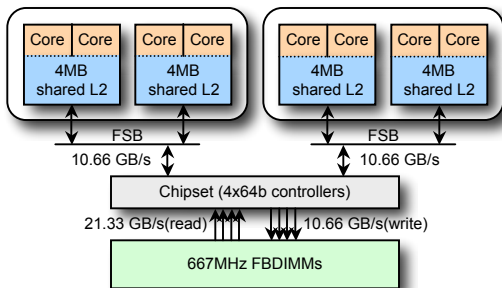 Core Core Core Core Core Core Core Core
4MB shared L2 4MB shared L2 4MB shared L2 4MB shared L2
FSB FSB
10.66 GB/s 10.66 GB/s
Chipset (4x64b controllers)
21.33 GB/s(read) 10.66 GB/s(write)
667MHz FBDIMMs